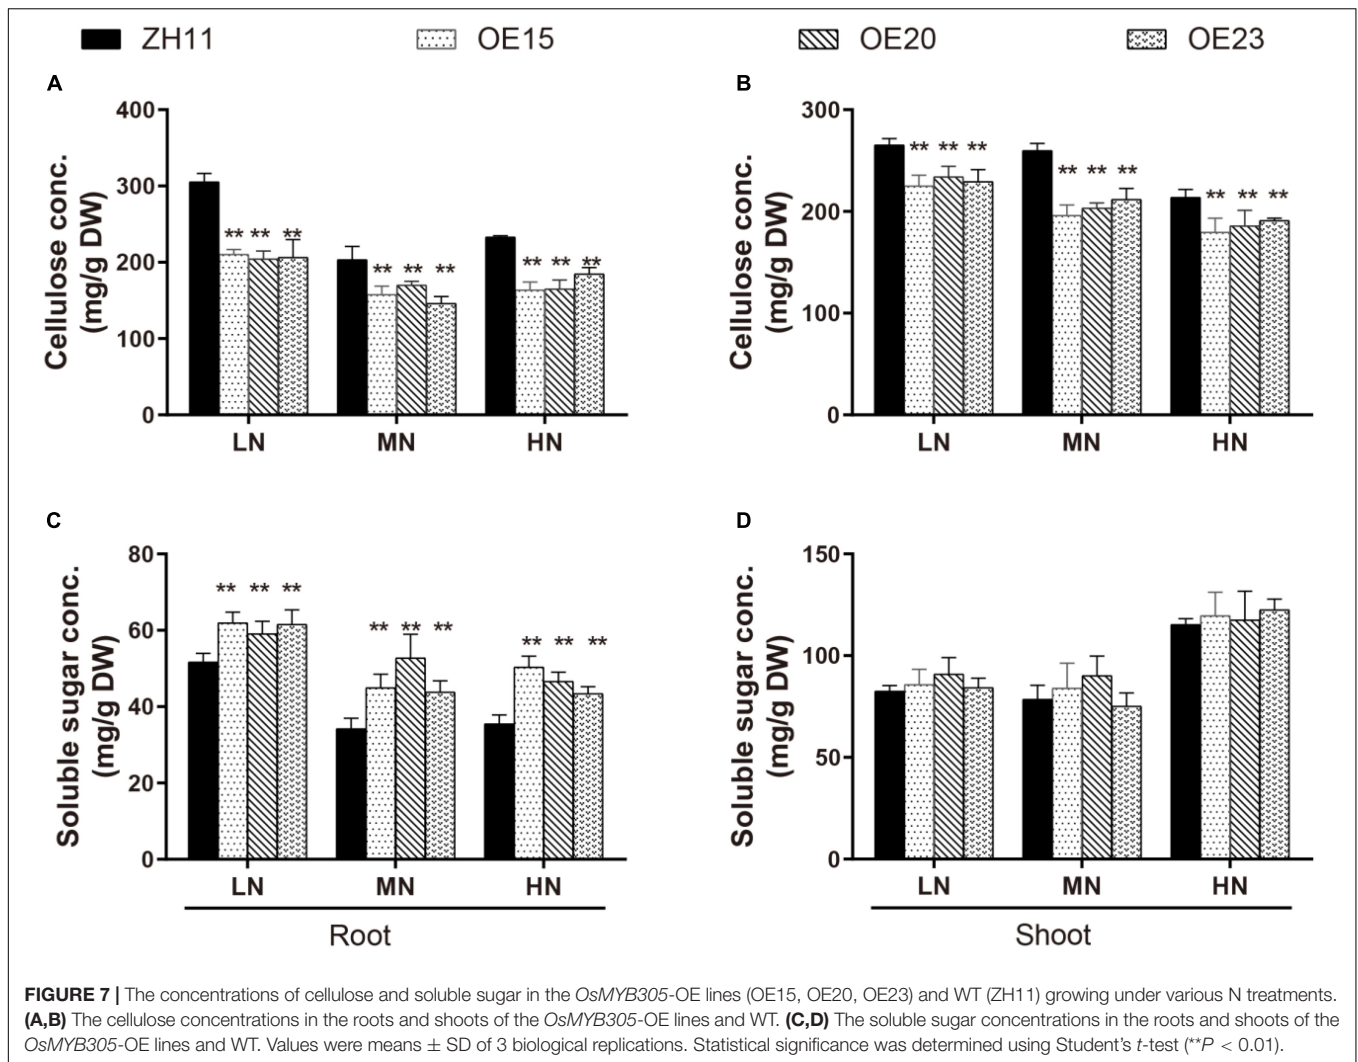 ZH11 OE15 OE20 OE23
A
400
300
200
100
0
Cellulose conc.
(mg/g DW)
** ** **
** ** **
** ** **
LN MN HN
B
300
200
100
0
Cellulose conc.
(mg/g DW)
** ** **
** ** **
** ** **
LN MN HN
C
80
60
40
20
0
Soluble sugar conc.
(mg/g DW)
** ** **
** ** **
** ** **
LN MN HN
Root
D
150
100
50
0
Soluble sugar conc.
(mg/g DW)
LN MN HN
Shoot
FIGURE 7 | The concentrations of cellulose and soluble sugar in the OsMYB305-OE lines (OE15, OE20, OE23) and WT (ZH11) growing under various N treatments.
(A,B) The cellulose concentrations in the roots and shoots of the OsMYB305-OE lines and WT. (C,D) The soluble sugar concentrations in the roots and shoots of the
OsMYB305-OE lines and WT. Values were means ± SD of 3 biological replications. Statistical significance was determined using Student's t-test (**P < 0.01).